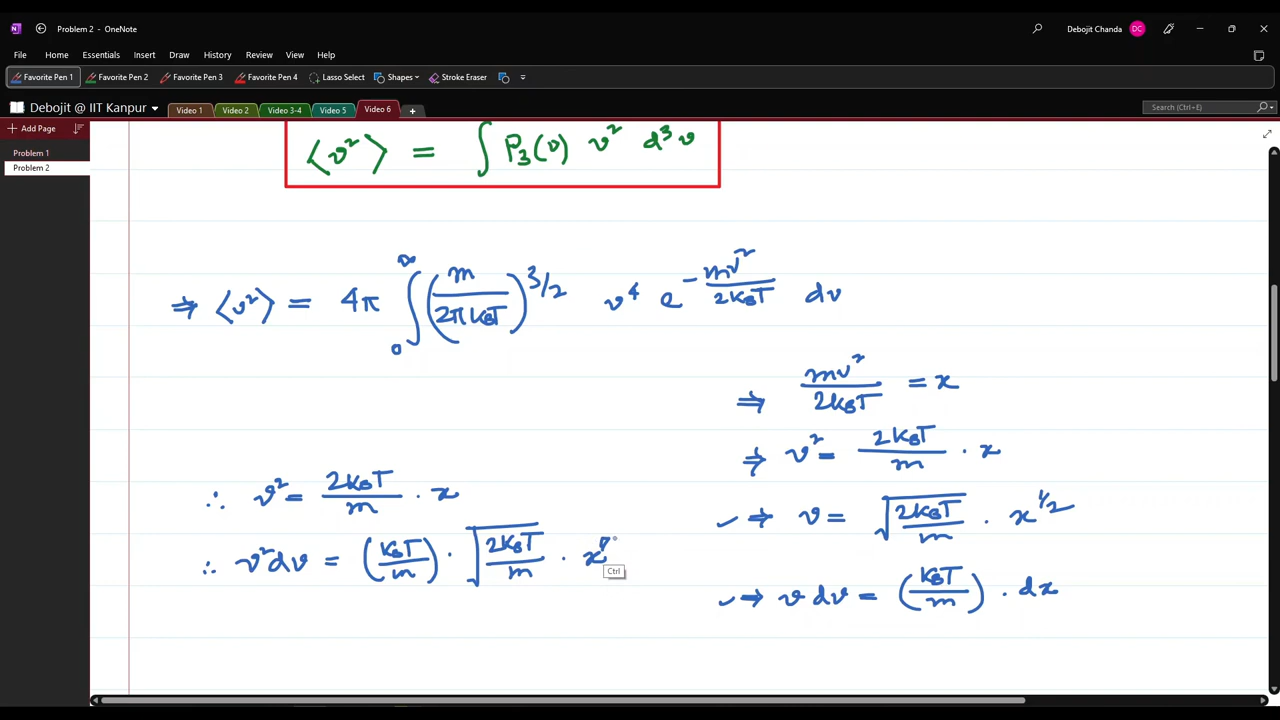 Problem 2 - OneNote
Debojit Chanda DC
File Home Essentials Insert Draw History Review View Help
Favorite Pen 1 Favorite Pen 2 Favorite Pen 3 Favorite Pen 4 Lasso Select Shapes Stroke Eraser
Debojit @ IIT Kanpur Video 1 Video 2 Video 3-4 Video 5 Video 6 + Search (Ctrl+E)
+ Add Page
Problem 1
Problem 2
⟨v²⟩ = ∫ P₃(v) v² d³v
⇒ ⟨v²⟩ = 4π ∫₀^∞ (m/2πk_BT)^3/2 v⁴ e^-mv²/2k_BT dv
⇒ mv²/2k_BT = x
⇒ v² = 2k_BT/m · x
∴ v² = 2k_BT/m · x
⇒ v = √(2k_BT/m) · x^1/2
∴ v²dv = (k_BT/m) · √(2k_BT/m) · x
Ctrl
⇒ v dv = (k_BT/m) · dx